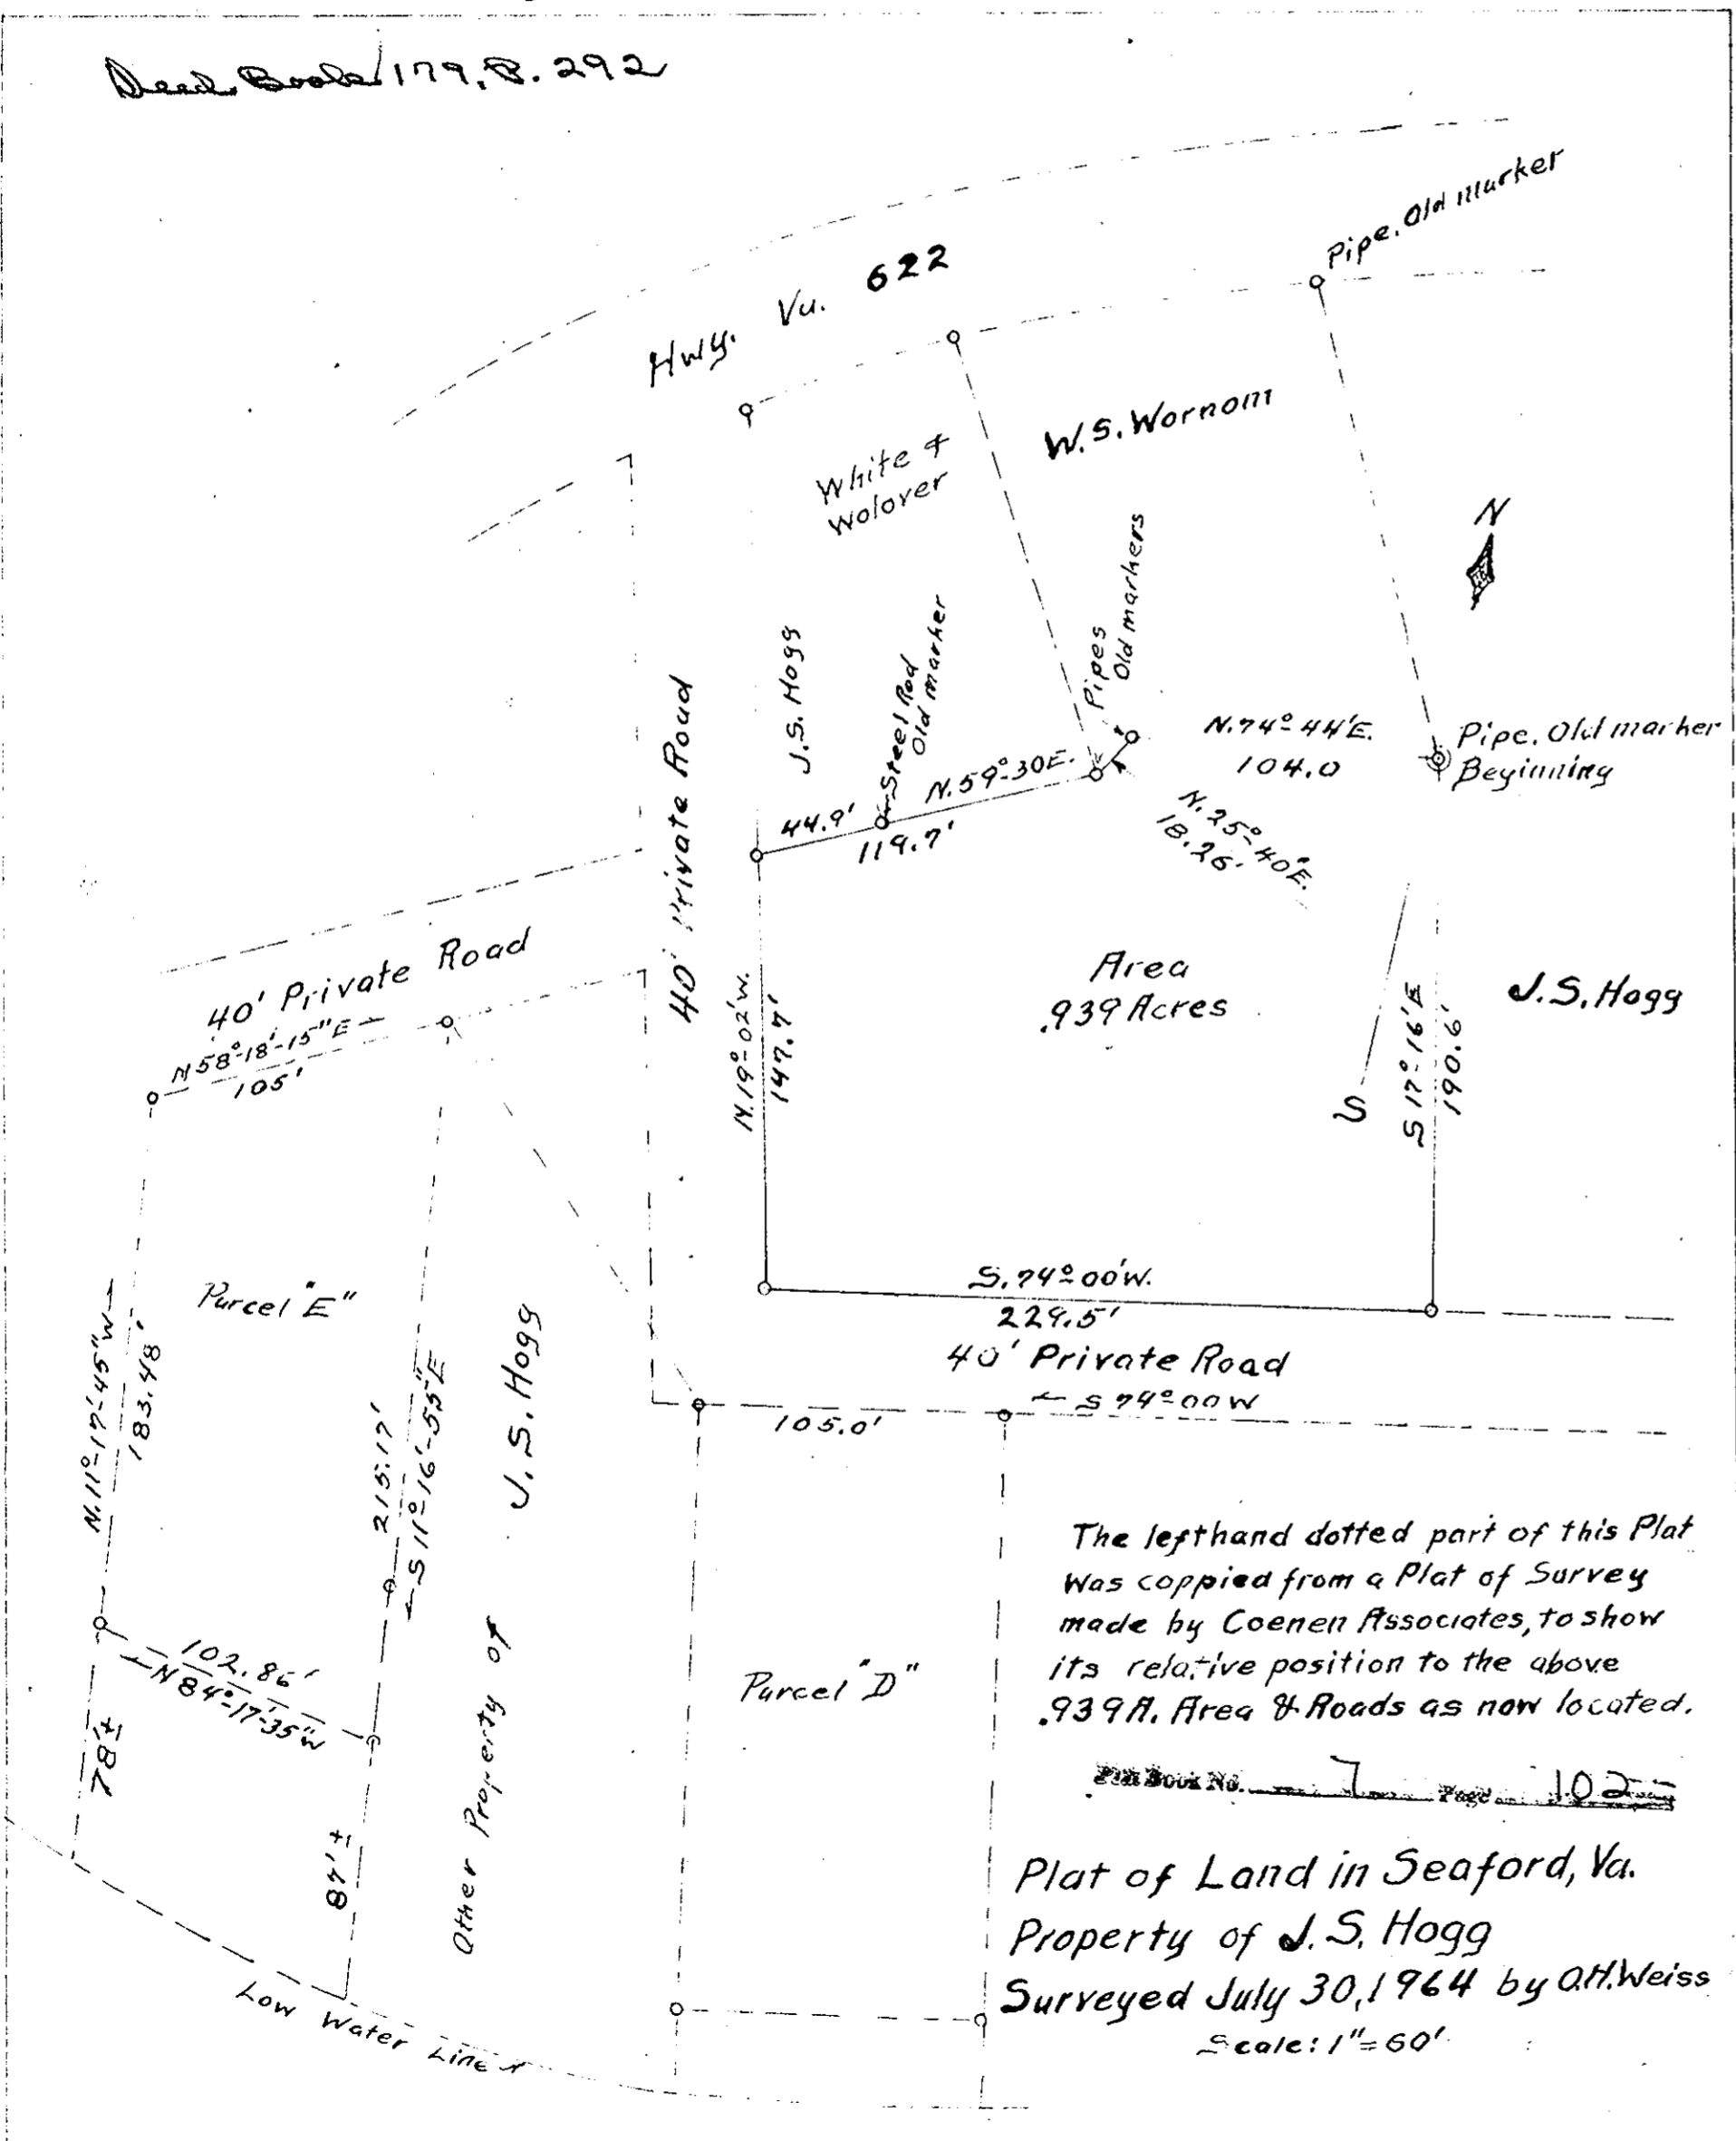 Deed Book 179, P. 292
Pipe. Old marker
Hwy. Va. 622
W.S. Wornom
White &
Wolover
N
Pipes
Old markers
J.S. Hogg
Steel Rod
Old marker
40' Private Road
N.74°44'E.
104.0
Pipe. Old marker
Beginning
N.59°-30E.
44.9'
119.7'
N.25°40'E.
18.26'
40' Private Road
N58°-18'-15"E
105'
Area
.939 Acres
J.S. Hogg
N.19°-02'W.
147.7'
S
S 17°-16'E
190.6'
S.74°00'W.
229.5'
40' Private Road
S 74°-00 W
105.0'
Parcel "E"
N.11°-17'-45"W
183.48'
215.17'
S 11°-16'-55"E
Other Property of J.S. Hogg
102.86'
N84°-17'-35"W
78'±
87'±
Parcel "D"
Low Water Line
The lefthand dotted part of this Plat
Was coppied from a Plat of Survey
made by Coenen Associates, to show
its relative position to the above
.939A. Area & Roads as now located.
Plat Book No. 7 Page 102
Plat of Land in Seaford, Va.
Property of J.S. Hogg
Surveyed July 30, 1964 by O.H. Weiss
Scale: 1"=60'